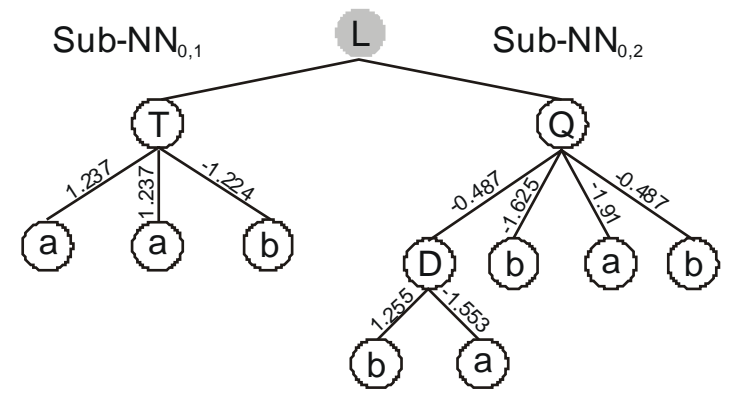 Sub-NN0,1
L
Sub-NN0,2
T
Q
1.237
1.237
-1.224
-0.487
-1.625
-1.91
-0.487
a
a
b
D
b
a
b
1.255
-1.553
b
a